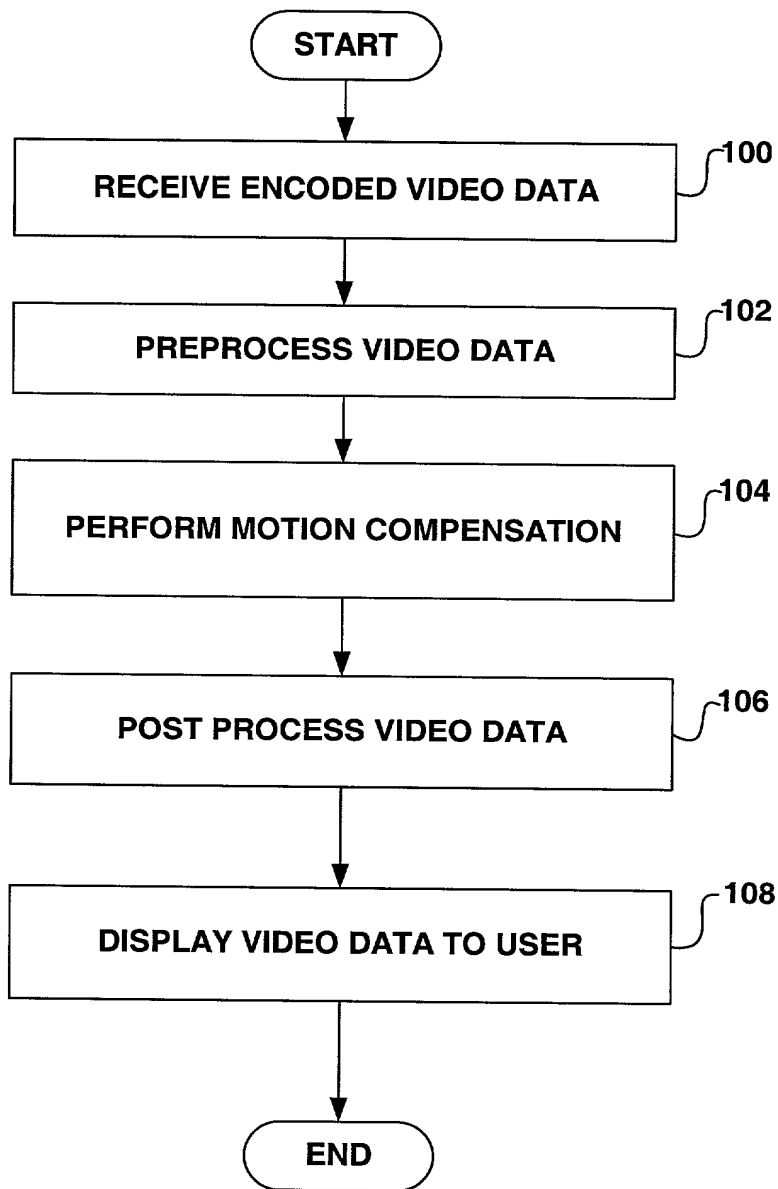 START
RECEIVE ENCODED VIDEO DATA
100
PREPROCESS VIDEO DATA
102
PERFORM MOTION COMPENSATION
104
POST PROCESS VIDEO DATA
106
DISPLAY VIDEO DATA TO USER
108
END